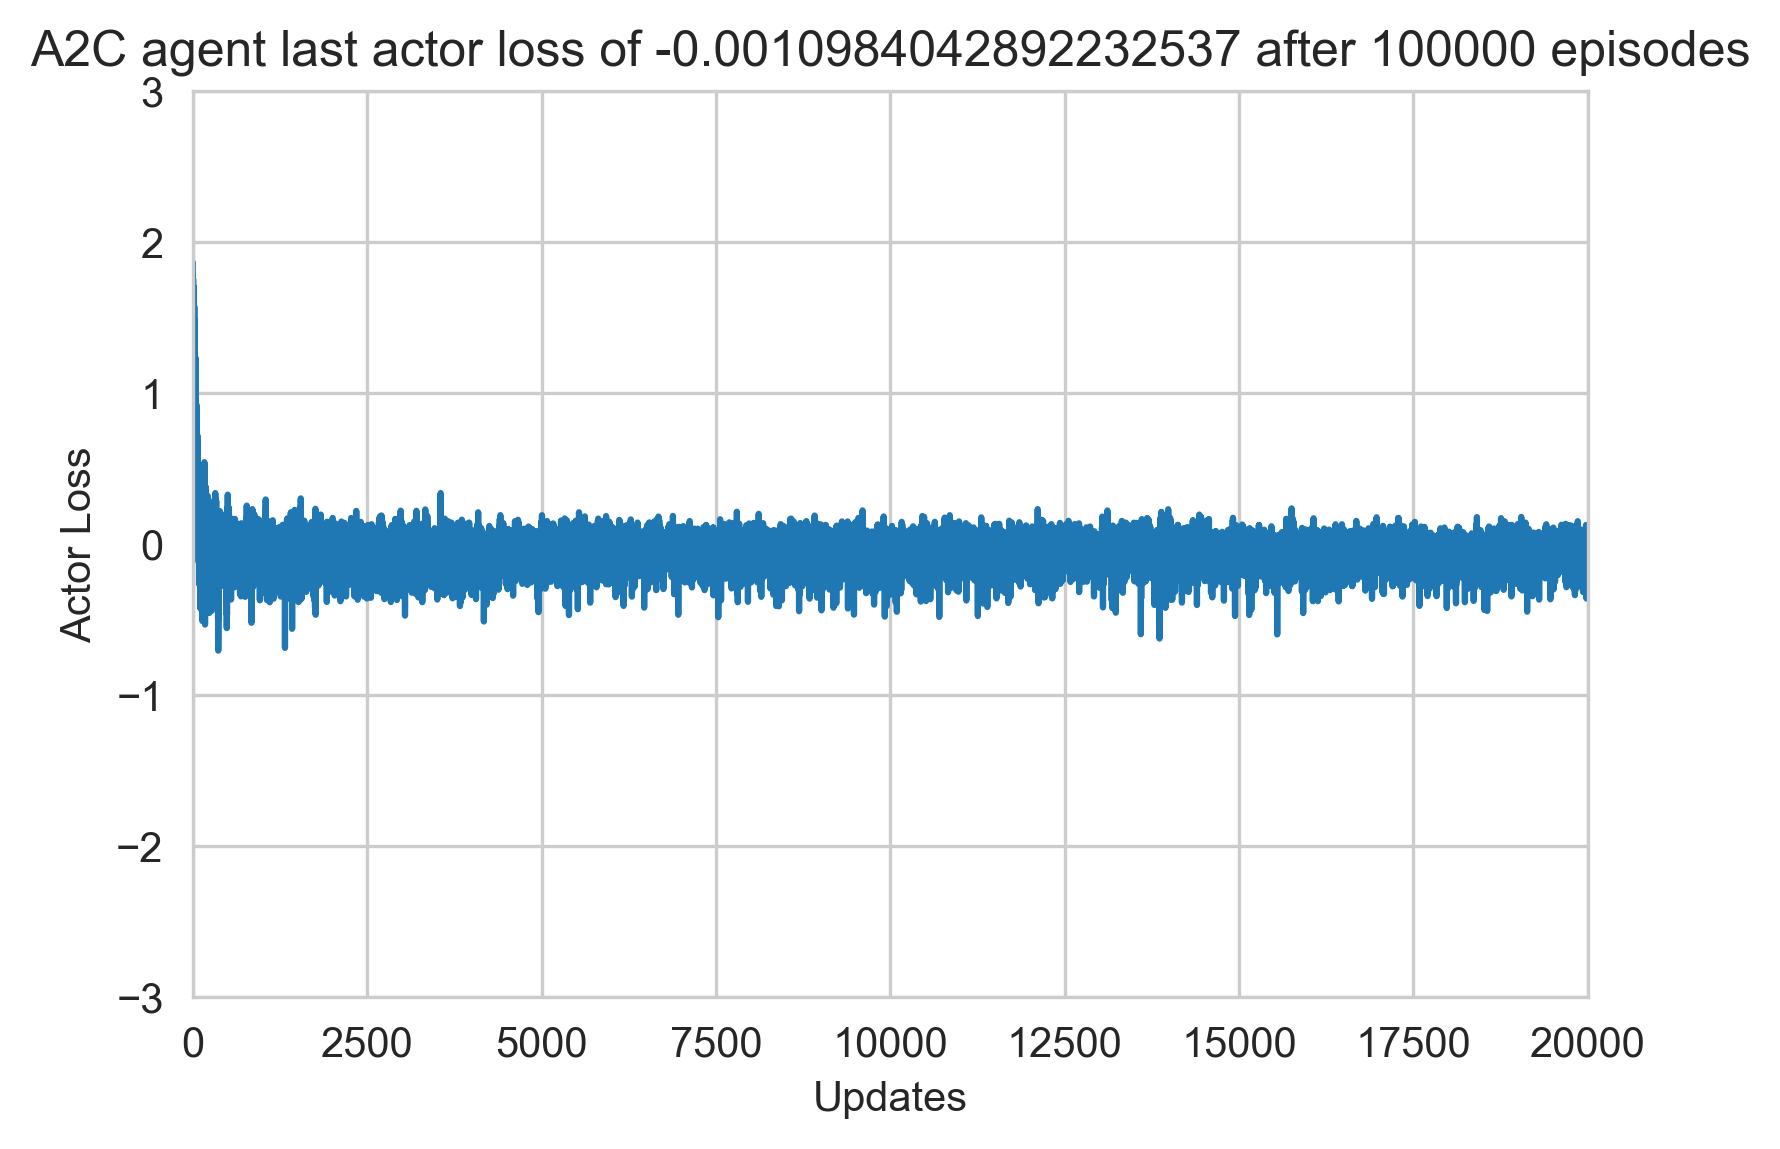 A2C agent last actor loss of -0.0010984042892232537 after 100000 episodes
3
2
1
0
−1
−2
−3
Actor Loss
0 2500 5000 7500 10000 12500 15000 17500 20000
Updates